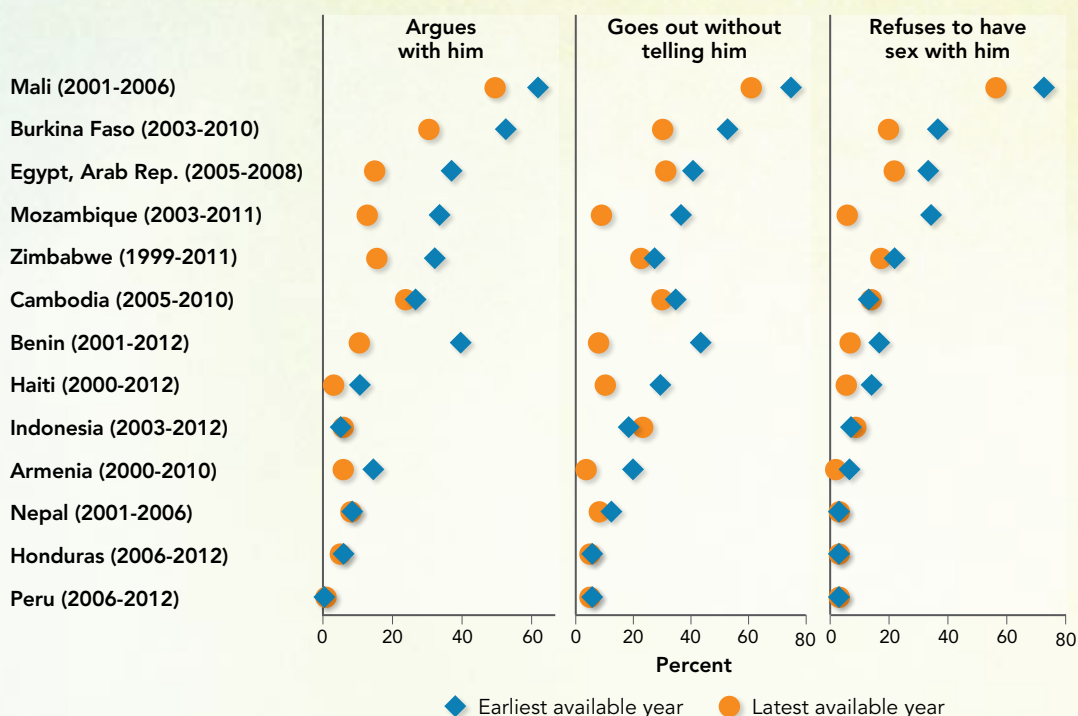 Argues
with him
Goes out without
telling him
Refuses to have
sex with him
Mali (2001-2006)
Burkina Faso (2003-2010)
Egypt, Arab Rep. (2005-2008)
Mozambique (2003-2011)
Zimbabwe (1999-2011)
Cambodia (2005-2010)
Benin (2001-2012)
Haiti (2000-2012)
Indonesia (2003-2012)
Armenia (2000-2010)
Nepal (2001-2006)
Honduras (2006-2012)
Peru (2006-2012)
0 20 40 60
0 20 40 60 80
0 20 40 60 80
Percent
Earliest available year Latest available year